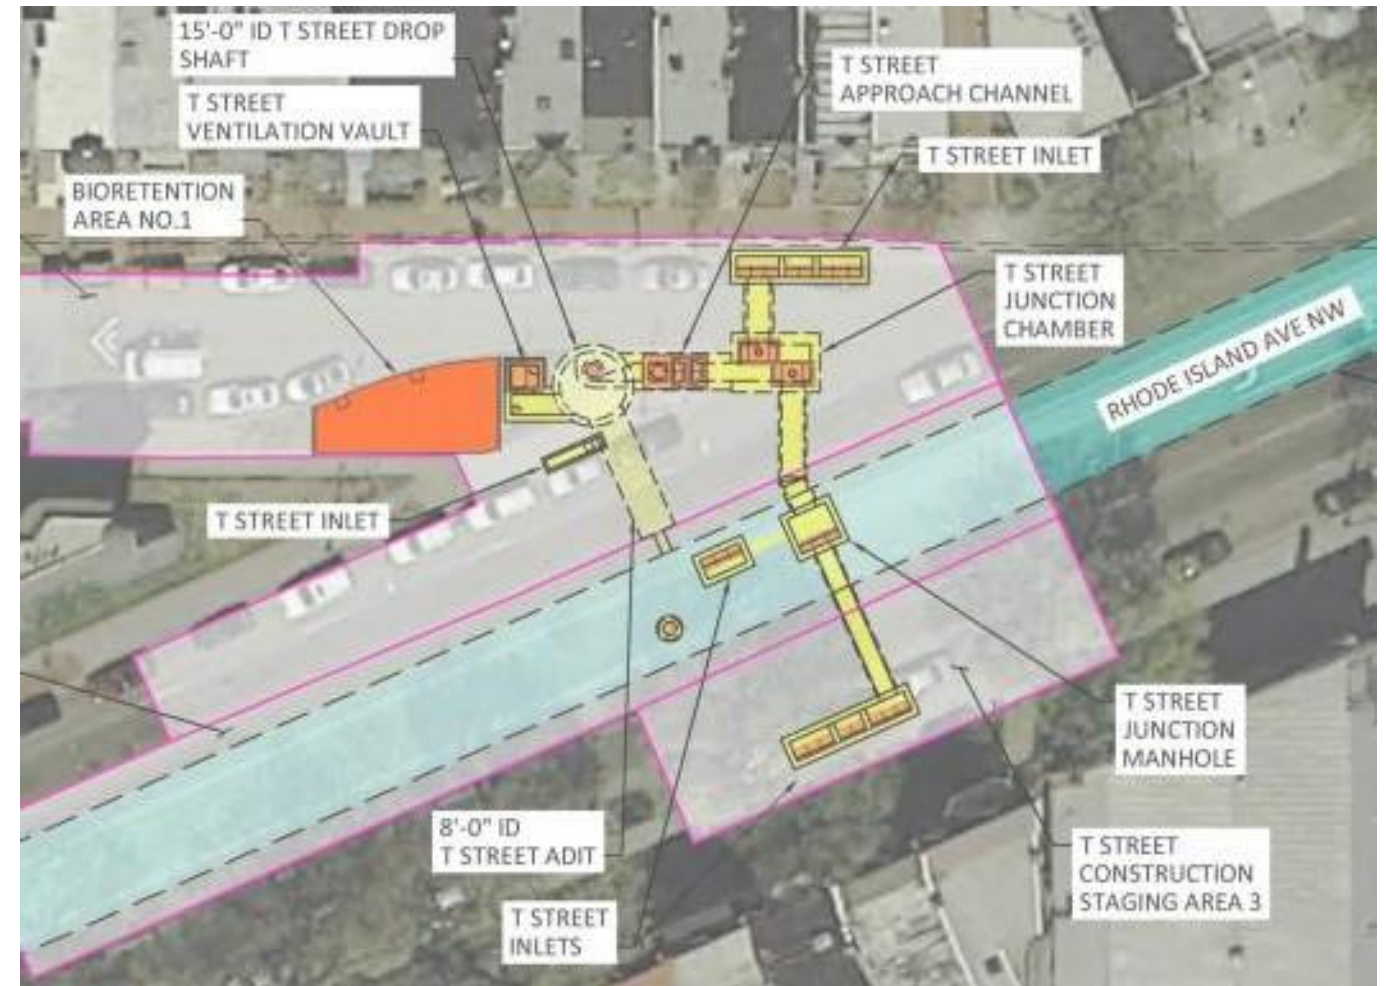 15'-0" ID T STREET DROP
SHAFT
T STREET
VENTILATION VAULT
T STREET
APPROACH CHANNEL
T STREET INLET
BIORETENTION
AREA NO.1
T STREET
JUNCTION
CHAMBER
RHODE ISLAND AVE NW
T STREET INLET
T STREET
JUNCTION
MANHOLE
8'-0" ID
T STREET ADIT
T STREET
CONSTRUCTION
STAGING AREA 3
T STREET
INLETS